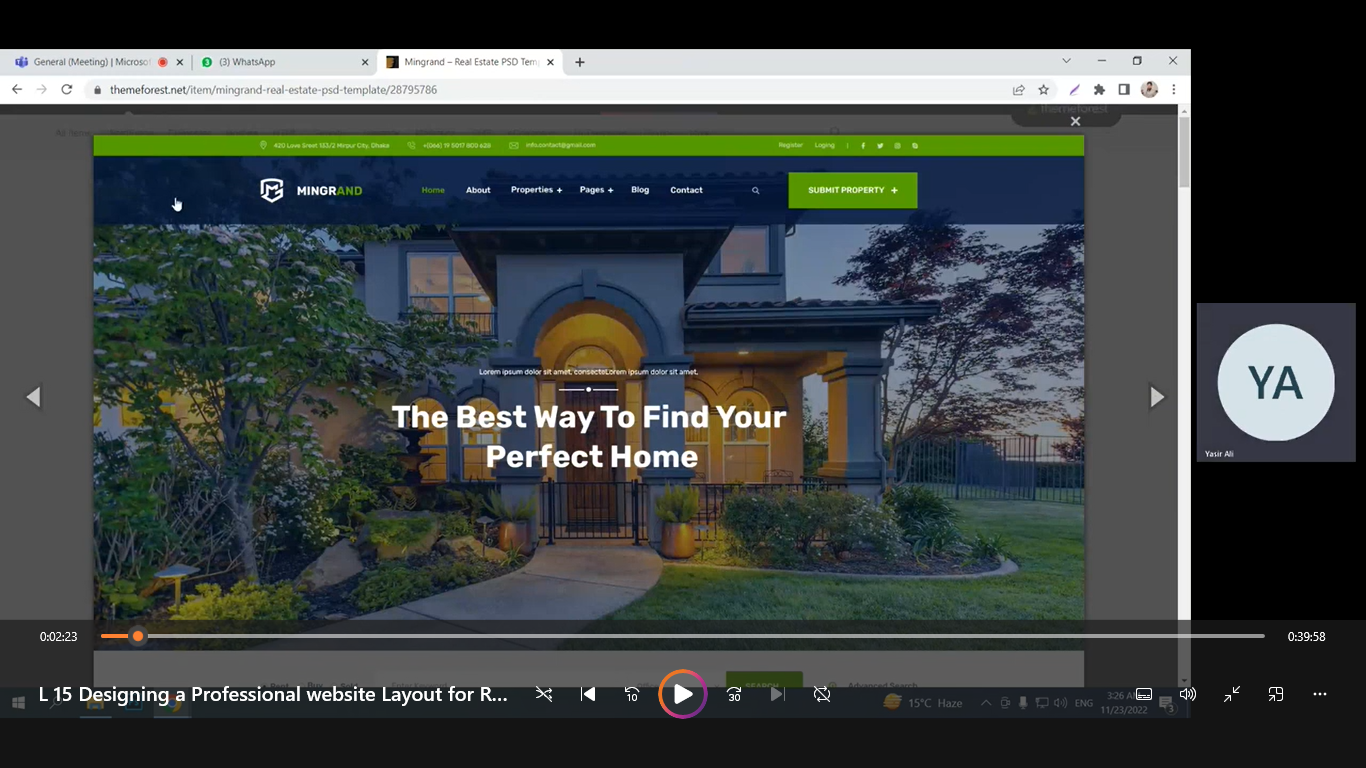 General (Meeting) | Microsof
(3) WhatsApp
Mingrand – Real Estate PSD Temp
themeforest.net/item/mingrand-real-estate-psd-template/28795786
themeforest
420 Love Sreet 133/2 Mirpur City, Dhaka
+(066) 19 5017 800 628
info.contact@gmail.com
Register
Loging
MINGRAND
Home
About
Properties +
Pages +
Blog
Contact
SUBMIT PROPERTY +
Lorem ipsum dolor sit amet, consecteLorem ipsum dolor sit amet,
The Best Way To Find Your
Perfect Home
YA
Yasir Ali
0:02:23
0:39:58
SEARCH
Advanced Search
L 15 Designing a Professional website Layout for R...
10
30
15°C Haze
ENG
3:26 AM
11/23/2022
3